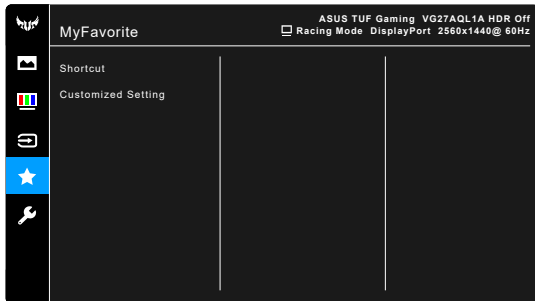 MyFavorite
ASUS TUF Gaming VG27AQL1A HDR Off
Racing Mode DisplayPort 2560x1440@ 60Hz
Shortcut
Customized Setting